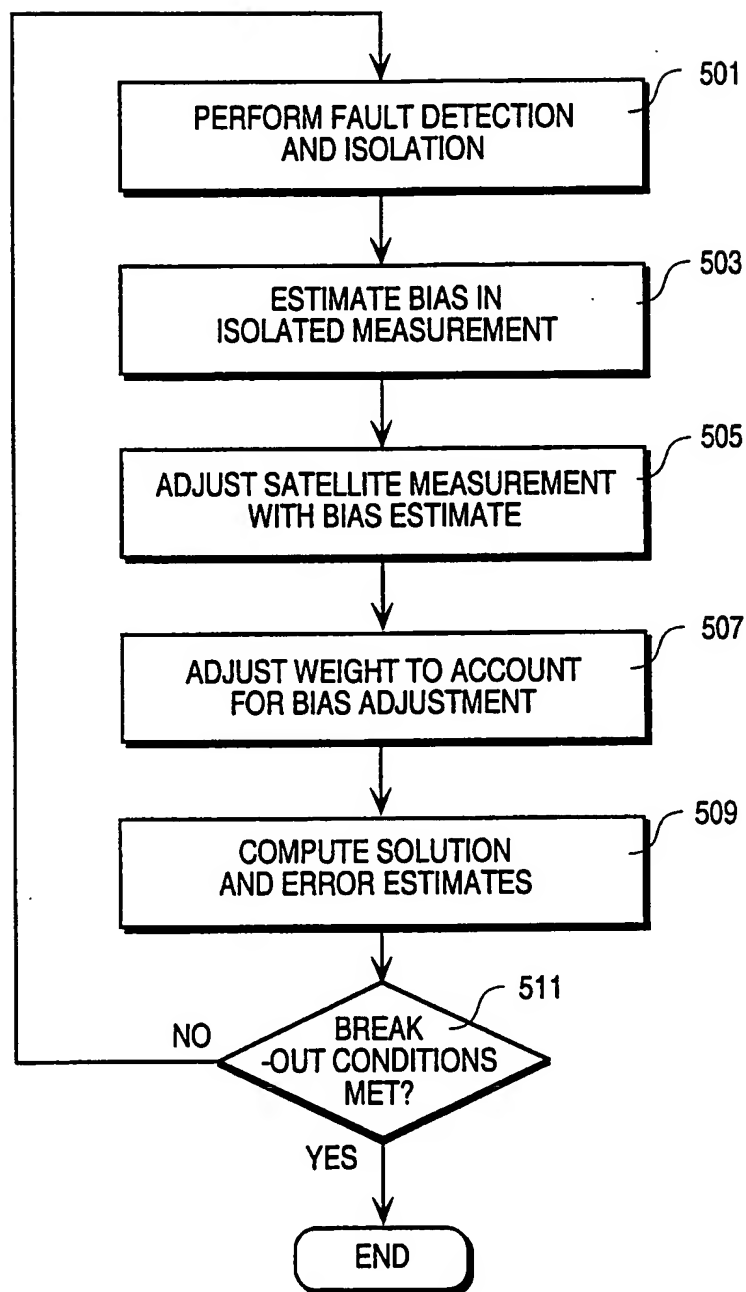 501
PERFORM FAULT DETECTION
AND ISOLATION
503
ESTIMATE BIAS IN
ISOLATED MEASUREMENT
505
ADJUST SATELLITE MEASUREMENT
WITH BIAS ESTIMATE
507
ADJUST WEIGHT TO ACCOUNT
FOR BIAS ADJUSTMENT
509
COMPUTE SOLUTION
AND ERROR ESTIMATES
511
NO
BREAK
-OUT CONDITIONS
MET?
YES
END